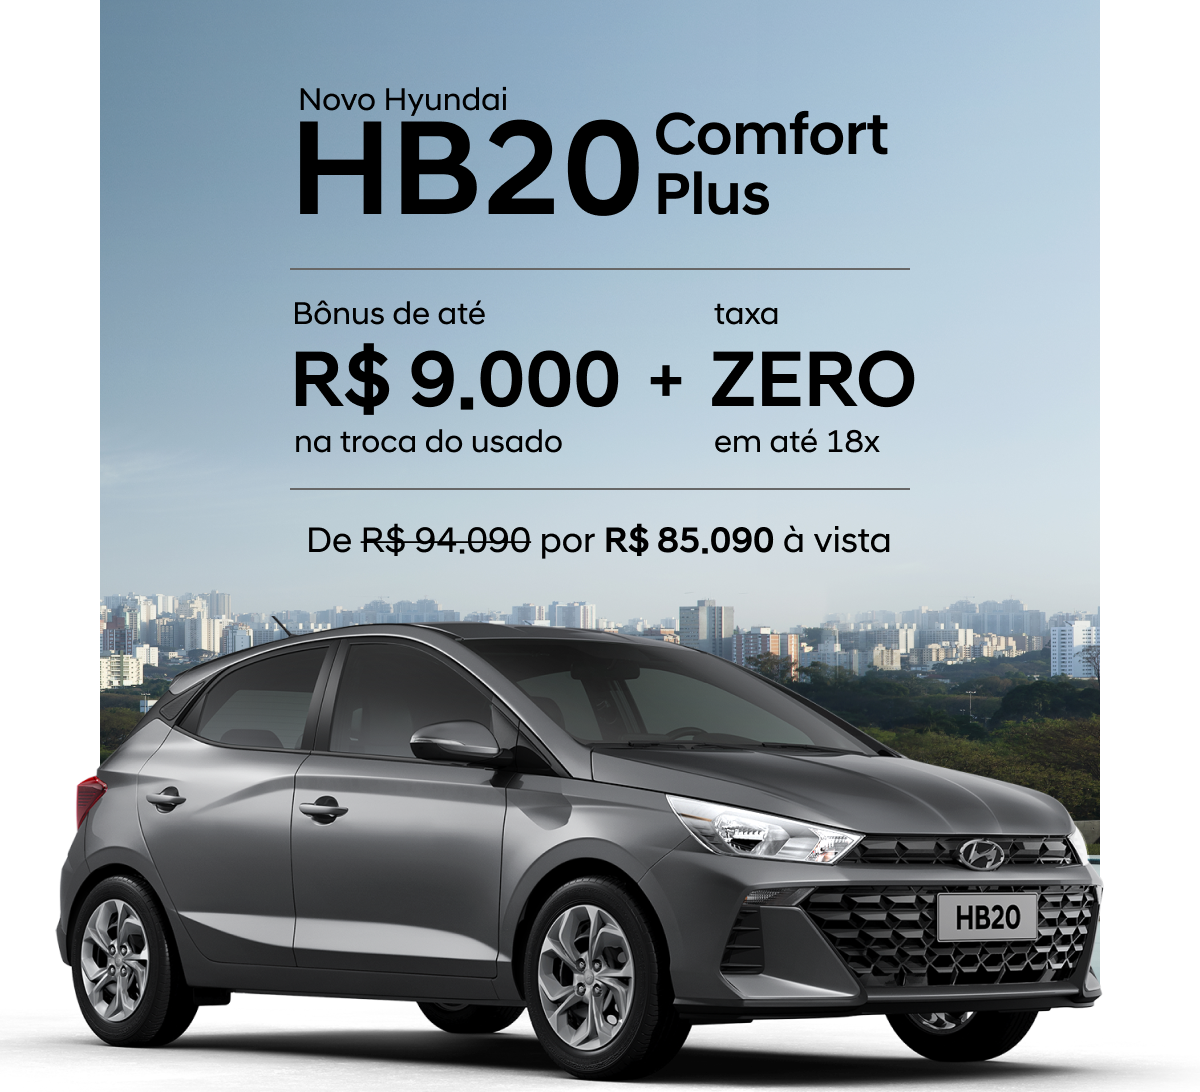 Novo Hyundai
HB20 Comfort Plus
Bônus de até
R$ 9.000
na troca do usado
+
taxa
ZERO
em até 18x
De R$ 94.090 por R$ 85.090 à vista
HB20